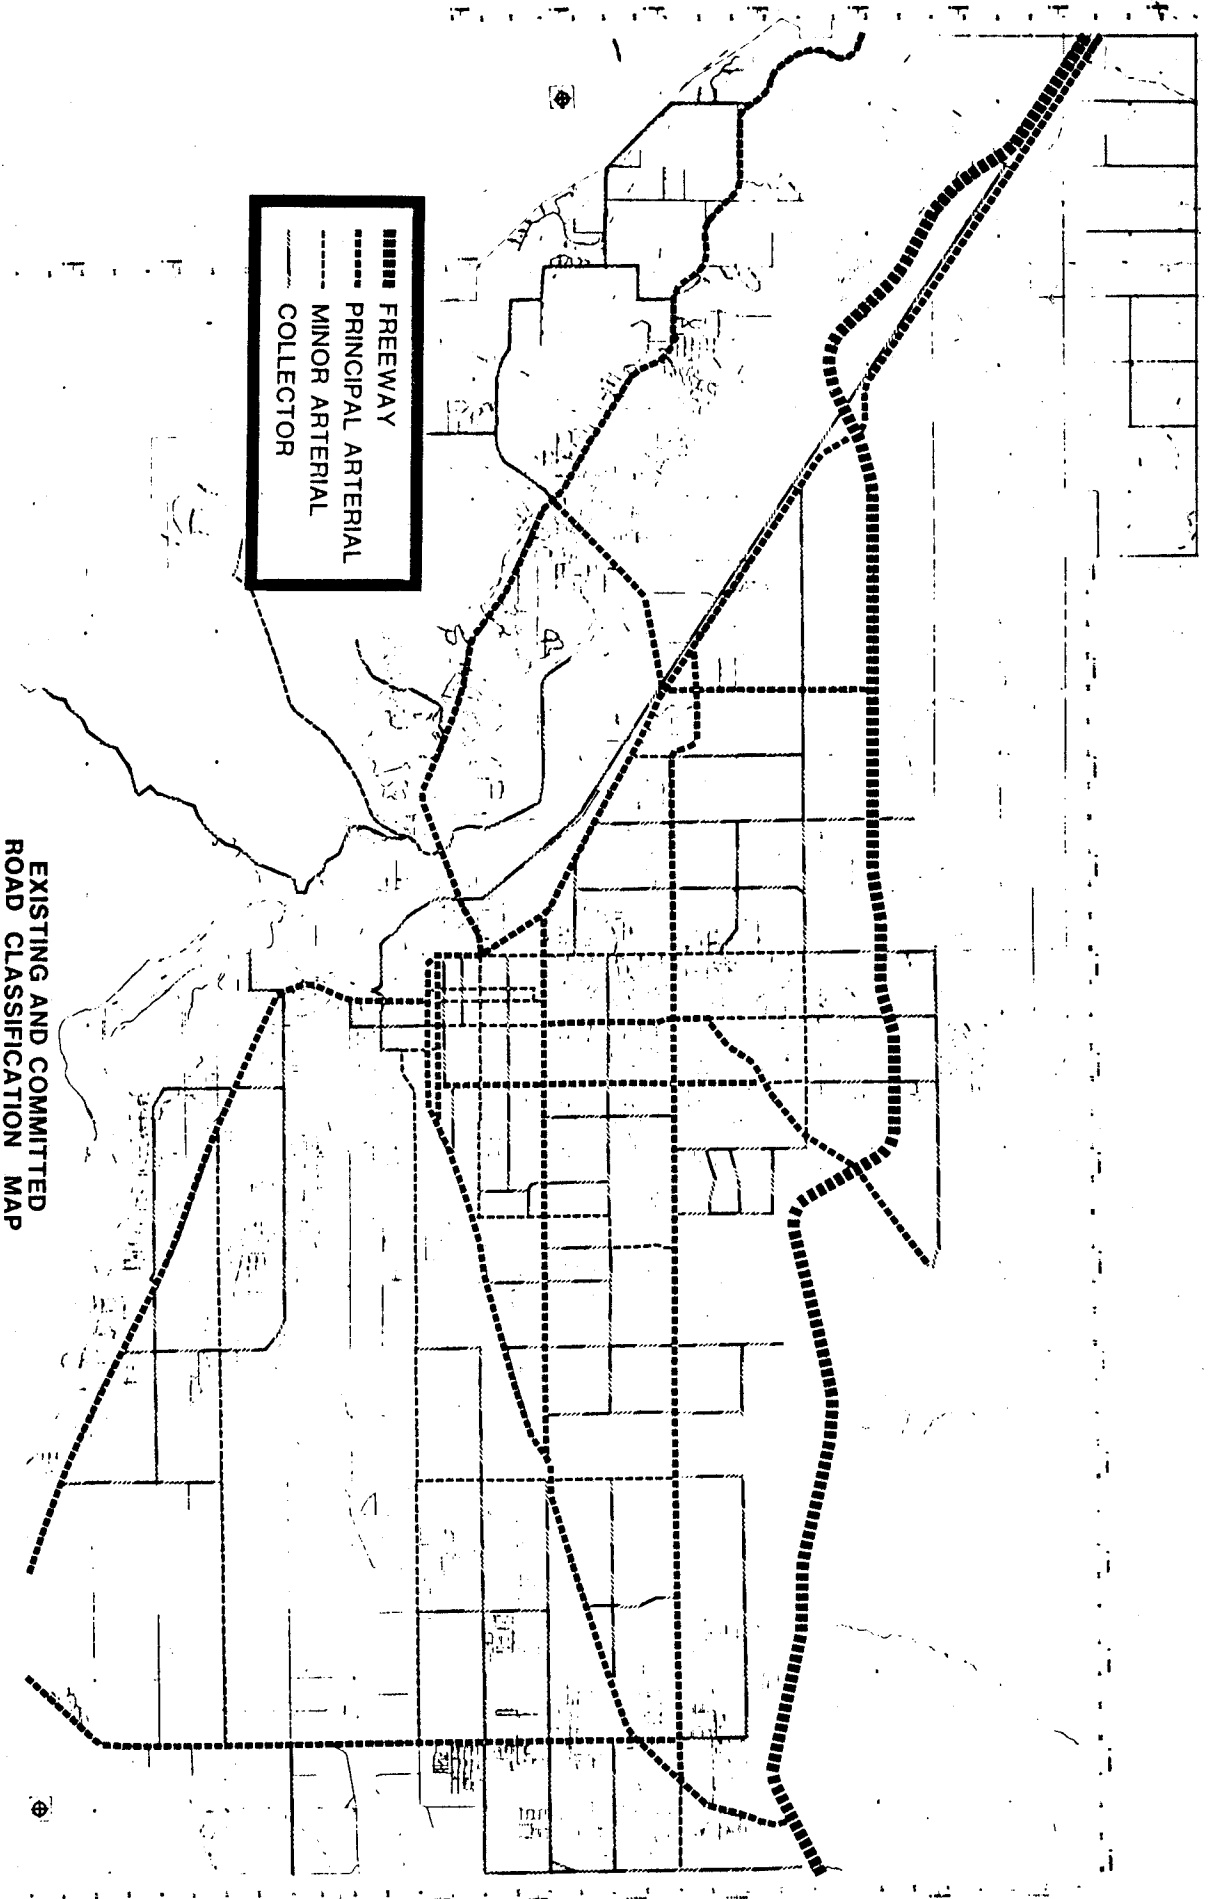 FREEWAY
PRINCIPAL ARTERIAL
MINOR ARTERIAL
COLLECTOR
EXISTING AND COMMITTED
ROAD CLASSIFICATION MAP